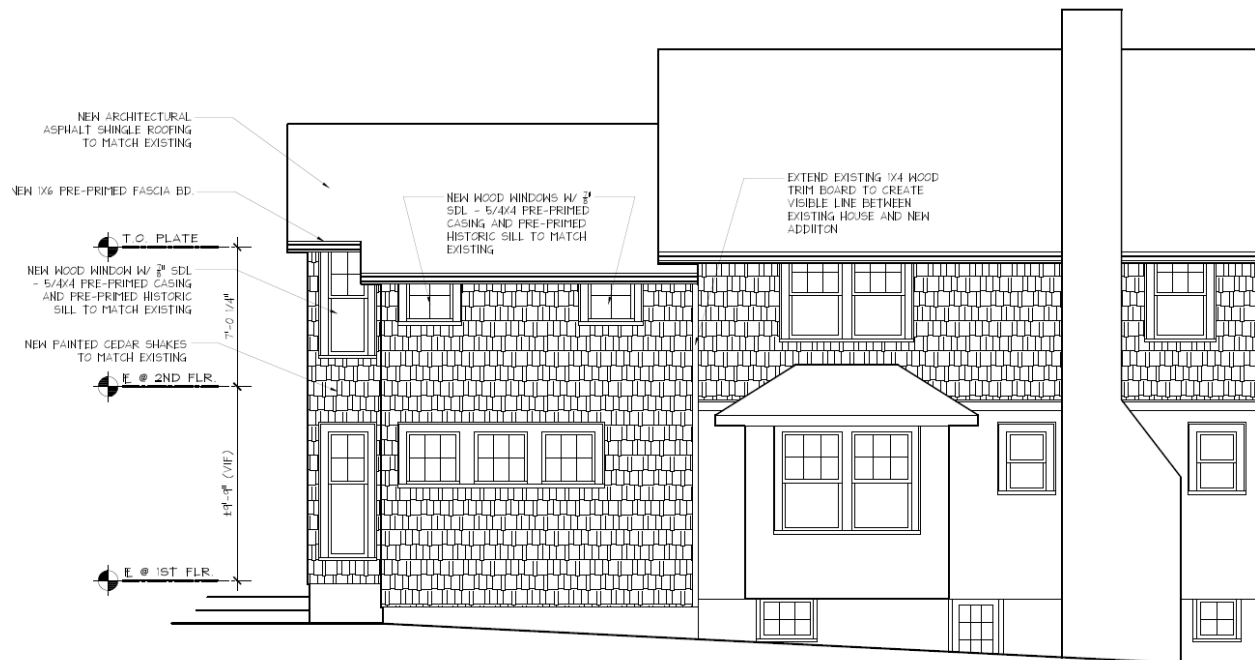 NEW ARCHITECTURAL
ASPHALT SHINGLE ROOFING
TO MATCH EXISTING
NEW 1X6 PRE-PRIMED FASCIA BD.
T.O. PLATE
NEW WOOD WINDOW W/ 7/8" SDL
- 5/4X4 PRE-PRIMED CASING
AND PRE-PRIMED HISTORIC
SILL TO MATCH EXISTING
7'-0 1/4"
NEW PAINTED CEDAR SHAKES
TO MATCH EXISTING
FE @ 2ND FLR.
±9'-9" (VIF)
FE @ 1ST FLR.
NEW WOOD WINDOWS W/ 7/8"
SDL - 5/4X4 PRE-PRIMED
CASING AND PRE-PRIMED
HISTORIC SILL TO MATCH
EXISTING
EXTEND EXISTING 1X4 WOOD
TRIM BOARD TO CREATE
VISIBLE LINE BETWEEN
EXISTING HOUSE AND NEW
ADDIITON